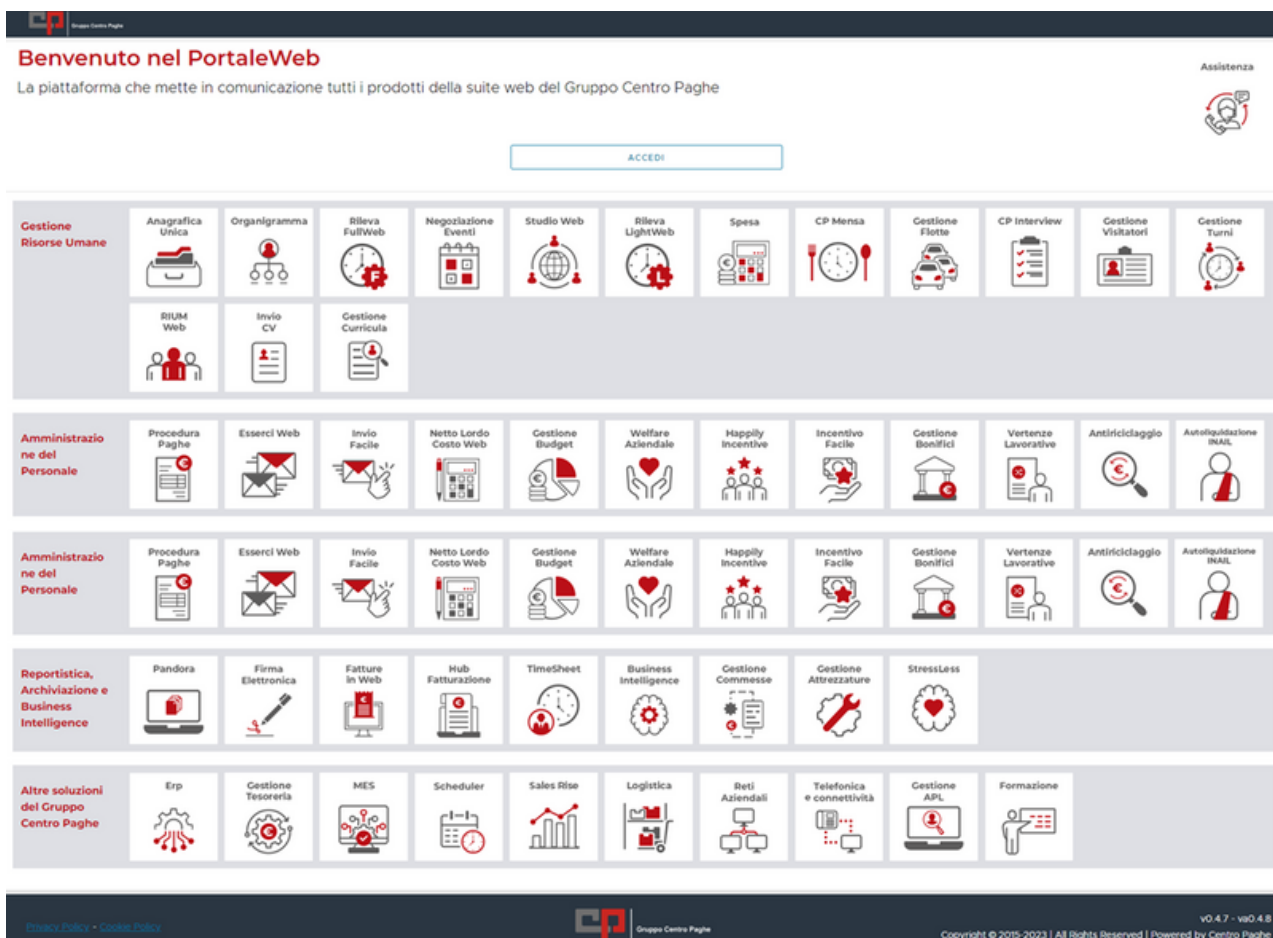 cp Gruppo Centro Paghe
Benvenuto nel PortaleWeb
La piattaforma che mette in comunicazione tutti i prodotti della suite web del Gruppo Centro Paghe
Assistenza
ACCEDI
Gestione
Risorse Umane
Anagrafica
Unica
Organigramma
Rileva
FullWeb
Negoziazione
Eventi
Studio Web
Rileva
LightWeb
Spesa
CP Mensa
Gestione
Flotte
CP Interview
Gestione
Visitatori
Gestione
Turni
RIUM
Web
Invio
CV
Gestione
Curricula
Amministrazio
ne del
Personale
Procedura
Paghe
Esserci Web
Invio
Facile
Netto Lordo
Costo Web
Gestione
Budget
Welfare
Aziendale
Happily
Incentive
Incentivo
Facile
Gestione
Bonifici
Vertenze
Lavorative
Antiriciclaggio
Autoliquidazione
INAIL
Amministrazio
ne del
Personale
Procedura
Paghe
Esserci Web
Invio
Facile
Netto Lordo
Costo Web
Gestione
Budget
Welfare
Aziendale
Happily
Incentive
Incentivo
Facile
Gestione
Bonifici
Vertenze
Lavorative
Antiriciclaggio
Autoliquidazione
INAIL
Reportistica,
Archiviazione e
Business
Intelligence
Pandora
Firma
Elettronica
Fatture
in Web
Hub
Fatturazione
TimeSheet
Business
Intelligence
Gestione
Commesse
Gestione
Attrezzature
StressLess
Altre soluzioni
del Gruppo
Centro Paghe
Erp
Gestione
Tesoreria
MES
Scheduler
Sales Rise
Logistica
Reti
Aziendali
Telefonica
e connettività
Gestione
APL
Formazione
Privacy Policy - Cookie Policy
cp Gruppo Centro Paghe
v0.4.7 - va0.4.8
Copyright © 2015-2023 | All Rights Reserved | Powered by Centro Paghe